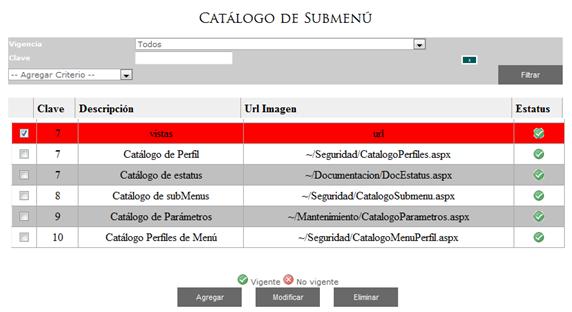 Catálogo de Submenú
Vigencia Todos
Clave
-- Agregar Criterio -- Filtrar
Clave Descripción Url Imagen Estatus
7 vistas url
7 Catálogo de Perfil ~/Seguridad/CatalogoPerfiles.aspx
7 Catálogo de estatus ~/Documentacion/DocEstatus.aspx
8 Catálogo de subMenus ~/Seguridad/CatalogoSubmenu.aspx
9 Catálogo de Parámetros ~/Mantenimiento/CatalogoParametros.aspx
10 Catálogo Perfiles de Menú ~/Seguridad/CatalogoMenuPerfil.aspx
Vigente No vigente
Agregar Modificar Eliminar